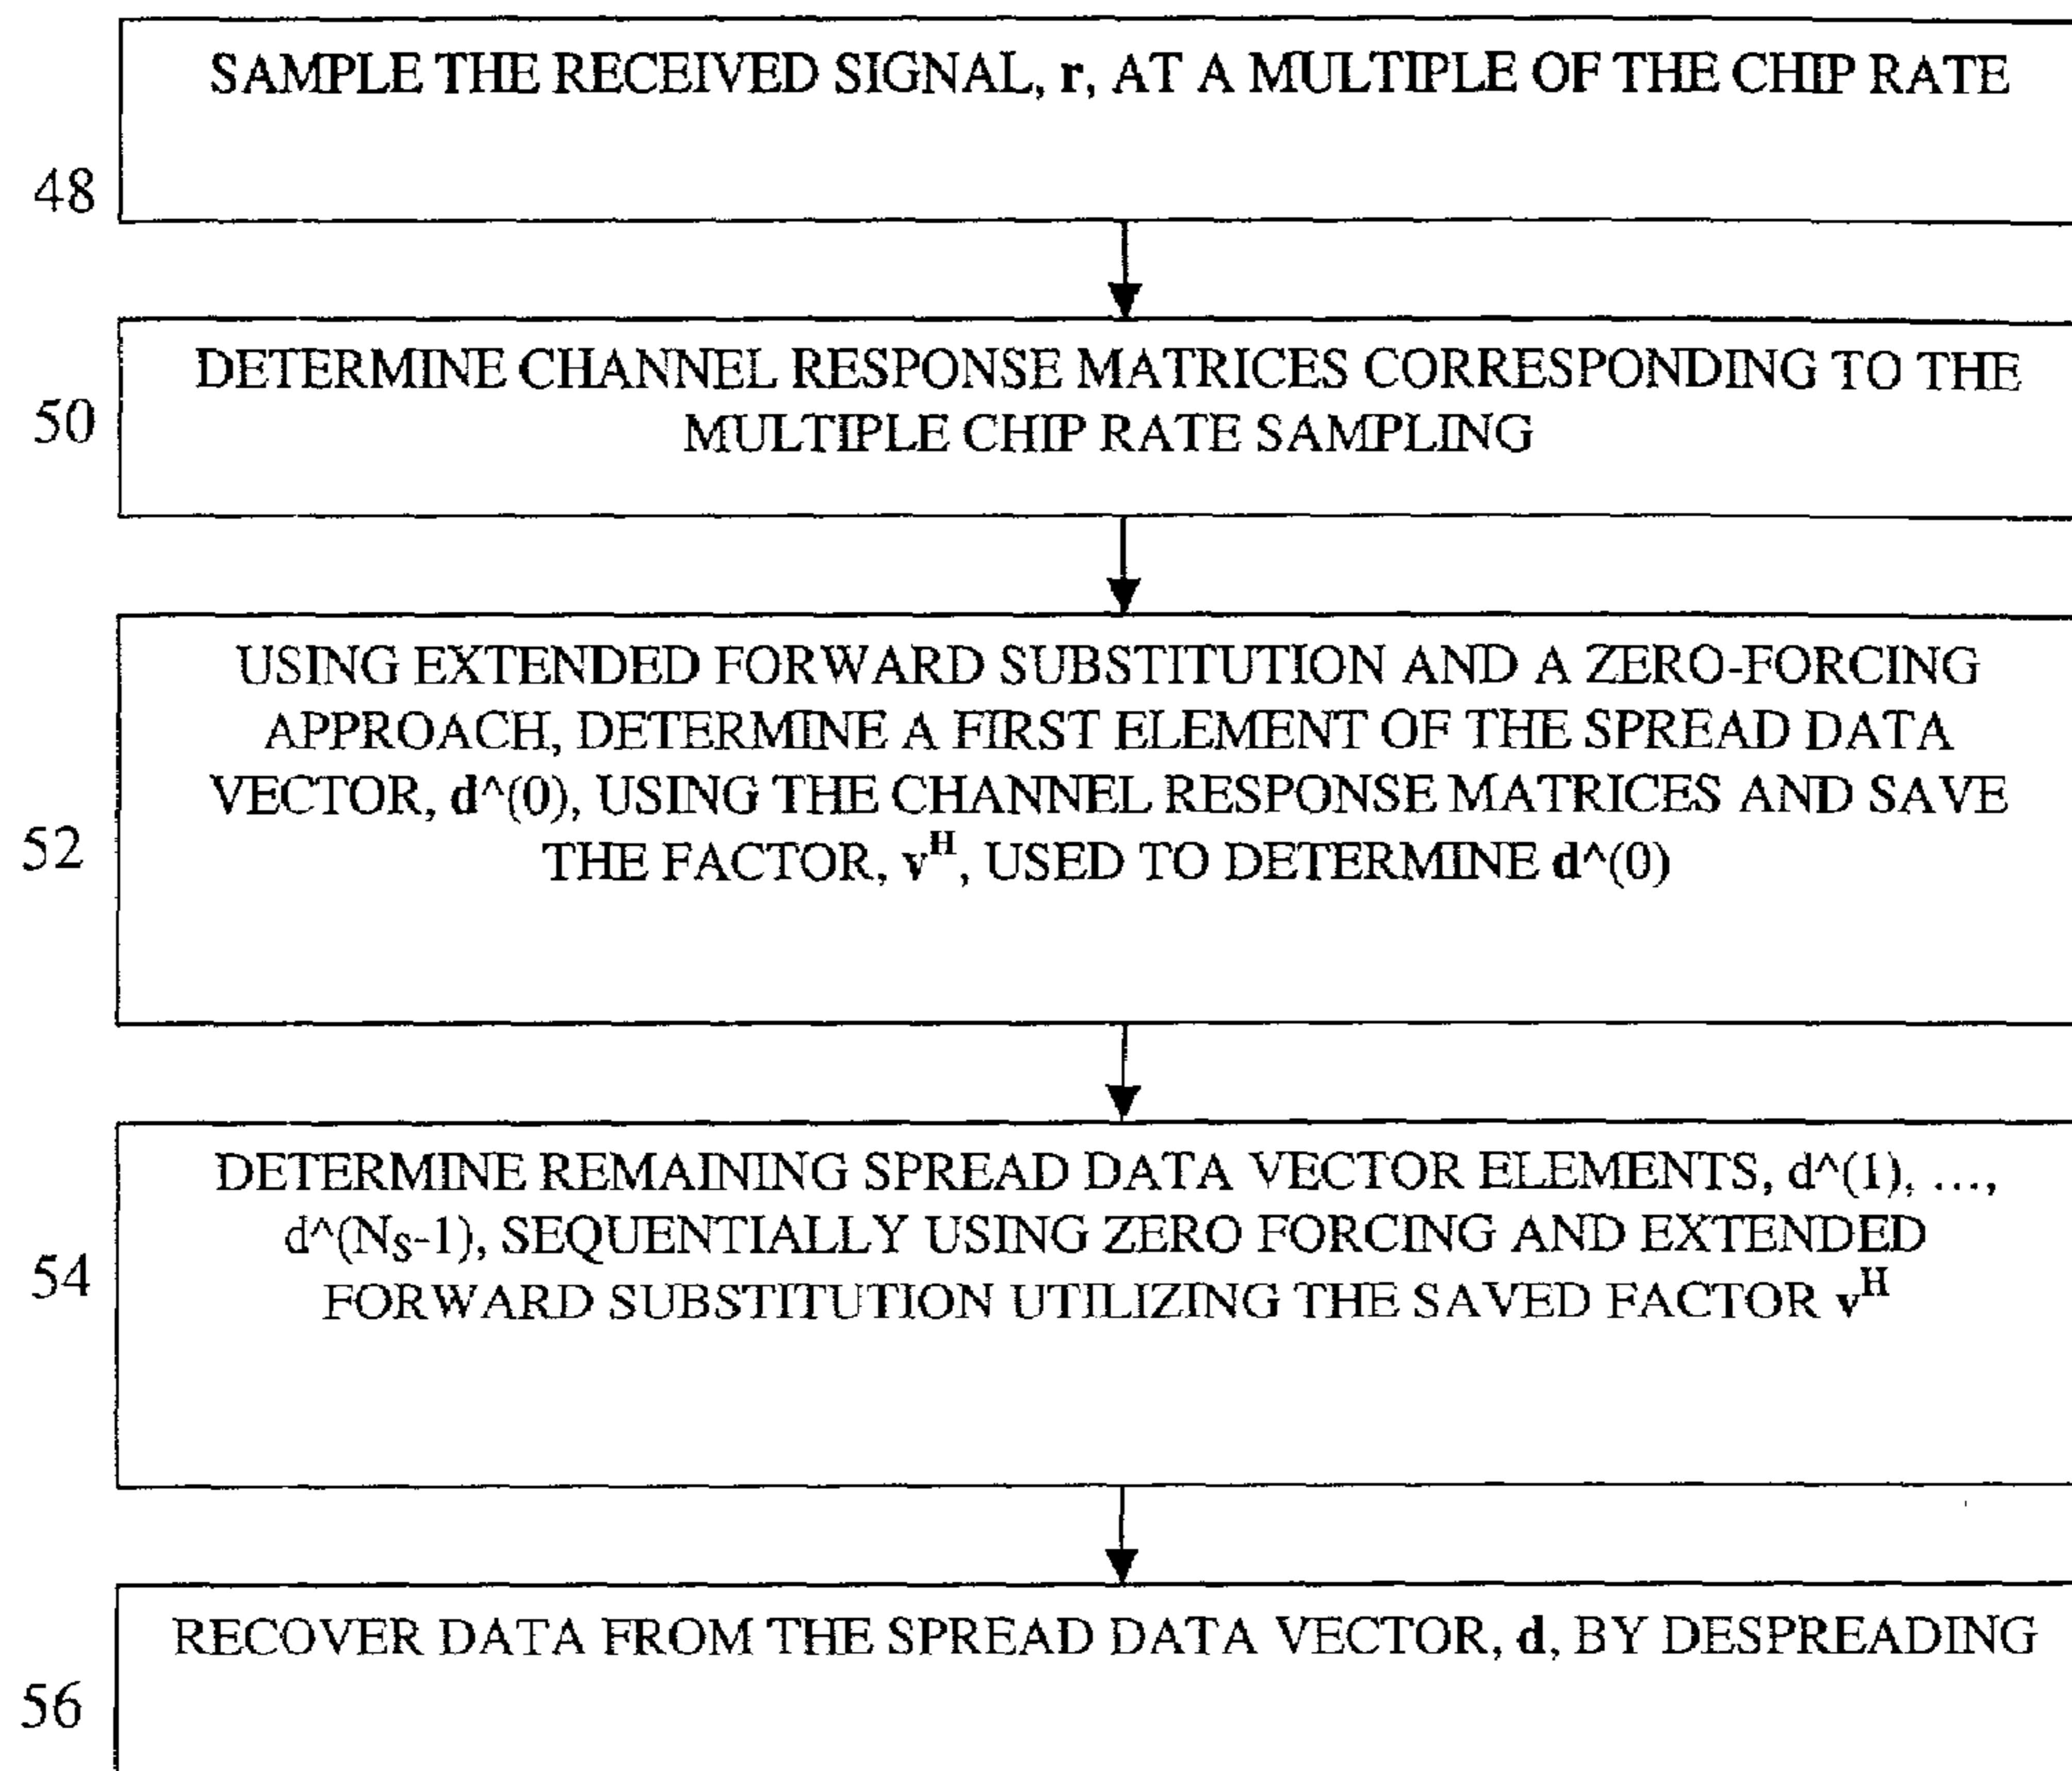 SAMPLE THE RECEIVED SIGNAL, r, AT A MULTIPLE OF THE CHIP RATE
48
DETERMINE CHANNEL RESPONSE MATRICES CORRESPONDING TO THE
MULTIPLE CHIP RATE SAMPLING
50
USING EXTENDED FORWARD SUBSTITUTION AND A ZERO-FORCING
APPROACH, DETERMINE A FIRST ELEMENT OF THE SPREAD DATA
VECTOR, d^(0), USING THE CHANNEL RESPONSE MATRICES AND SAVE
THE FACTOR, v^H, USED TO DETERMINE d^(0)
52
DETERMINE REMAINING SPREAD DATA VECTOR ELEMENTS, d^(1), ...,
d^(NS-1), SEQUENTIALLY USING ZERO FORCING AND EXTENDED
FORWARD SUBSTITUTION UTILIZING THE SAVED FACTOR v^H
54
RECOVER DATA FROM THE SPREAD DATA VECTOR, d, BY DESPREADING
56